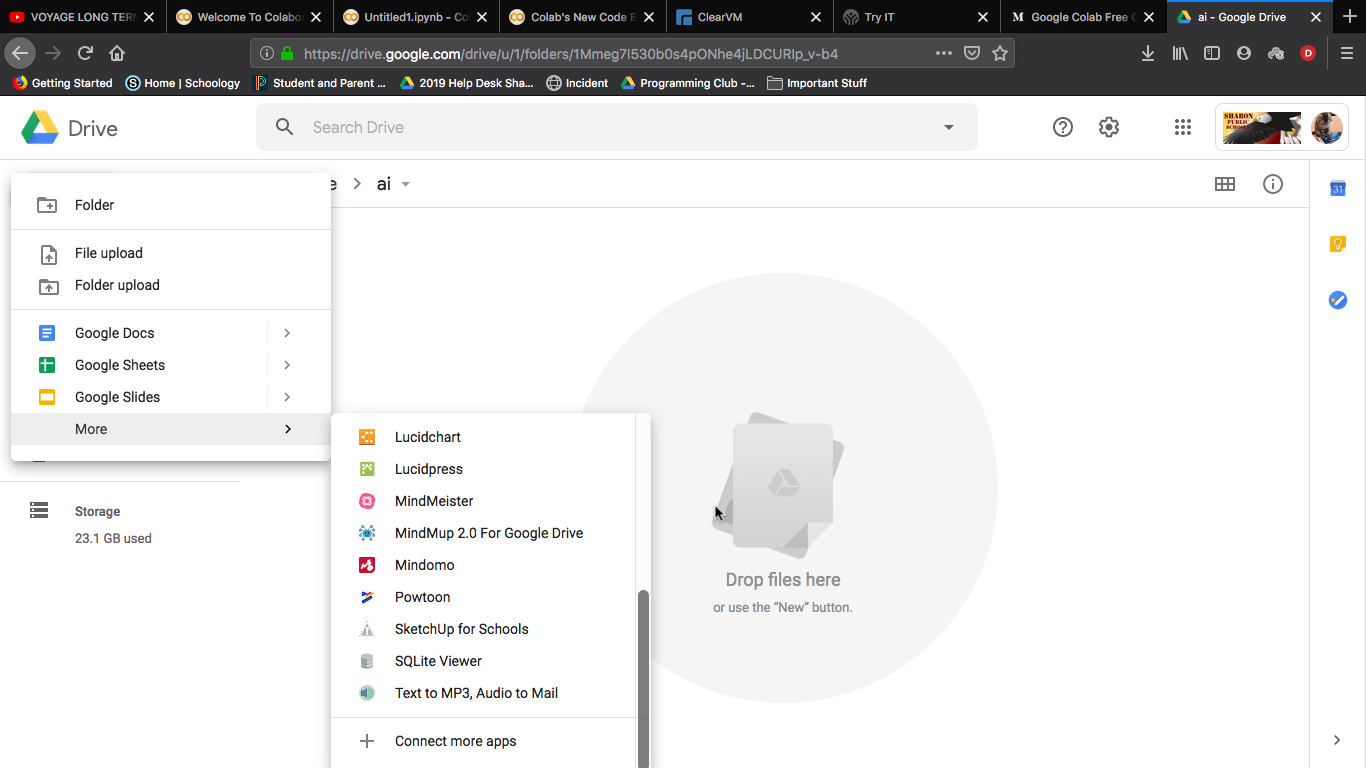 VOYAGE LONG TERM
Welcome To Colabor
Untitled1.ipynb - Co
Colab's New Code E
ClearVM
Try IT
Google Colab Free G
ai - Google Drive
https://drive.google.com/drive/u/1/folders/1Mmeg7I530b0s4pONhe4jLDCURlp_v-b4
D
Getting Started
Home | Schoology
Student and Parent ...
2019 Help Desk Sha...
Incident
Programming Club -...
Important Stuff
Drive
Search Drive
SHARON
PUBLIC
SCHOOLS
e
ai
31
Folder
File upload
Folder upload
Google Docs
Google Sheets
Google Slides
More
Lucidchart
Lucidpress
MindMeister
MindMup 2.0 For Google Drive
Mindomo
Powtoon
SketchUp for Schools
SQLite Viewer
Text to MP3, Audio to Mail
Connect more apps
Storage
23.1 GB used
Drop files here
or use the “New” button.